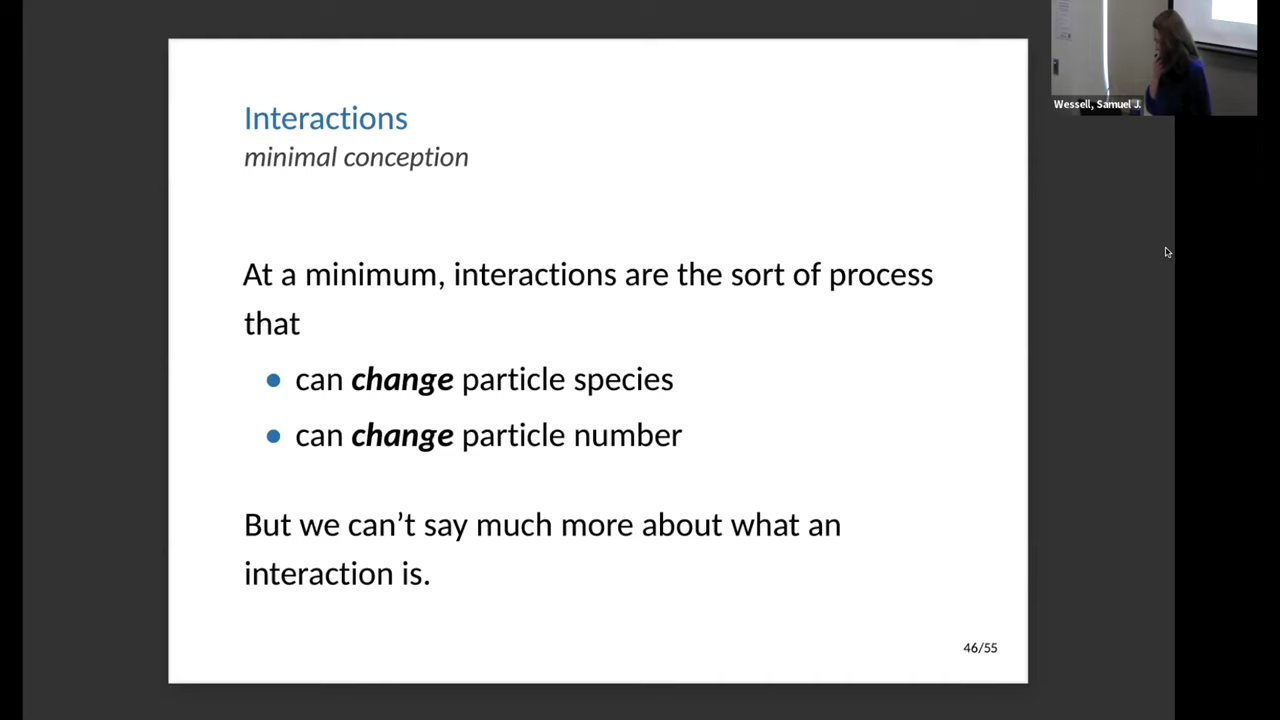 Interactions
minimal conception
At a minimum, interactions are the sort of process
that
● can change particle species
● can change particle number
But we can't say much more about what an
interaction is.
46/55
Wessell, Samuel J.